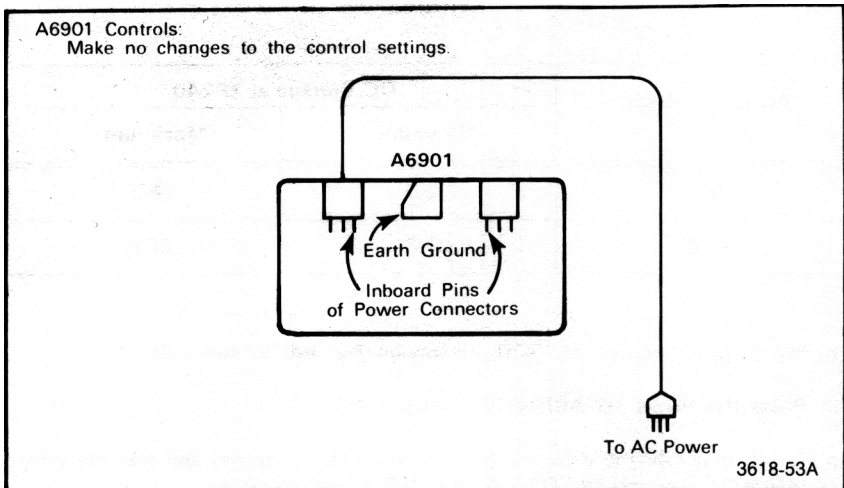 A6901 Controls:
Make no changes to the control settings.
A6901
Earth Ground
Inboard Pins
of Power Connectors
To AC Power
3618-53A